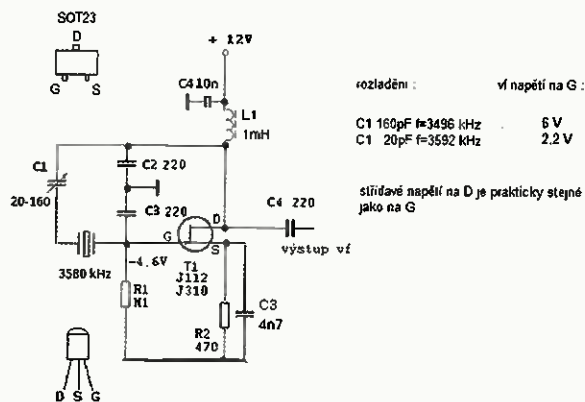 SOT23
D
G S
+ 12V
C4 10n
L1
1mH
rozladění :
vf napětí na G :
C1 160pF f=3496 kHz 6 V
C1 20pF f=3592 kHz 2,2 V
střídavé napětí na D je prakticky stejné
jako na G
C1
20-160
C2 220
C3 220
C4 220
D
G
S
výstup vf
3580 kHz
-4.6V
T1
J112
J310
R1
M1
R2
470
C3
4n7
D S G